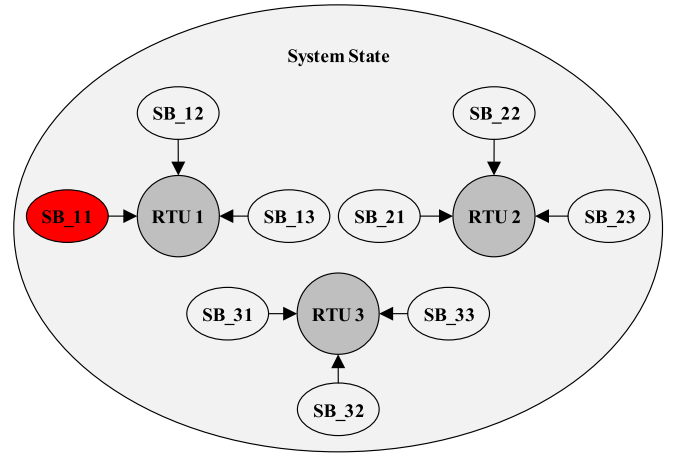 System State
SB_12
SB_22
SB_11
RTU 1
SB_13
SB_21
RTU 2
SB_23
SB_31
RTU 3
SB_33
SB_32